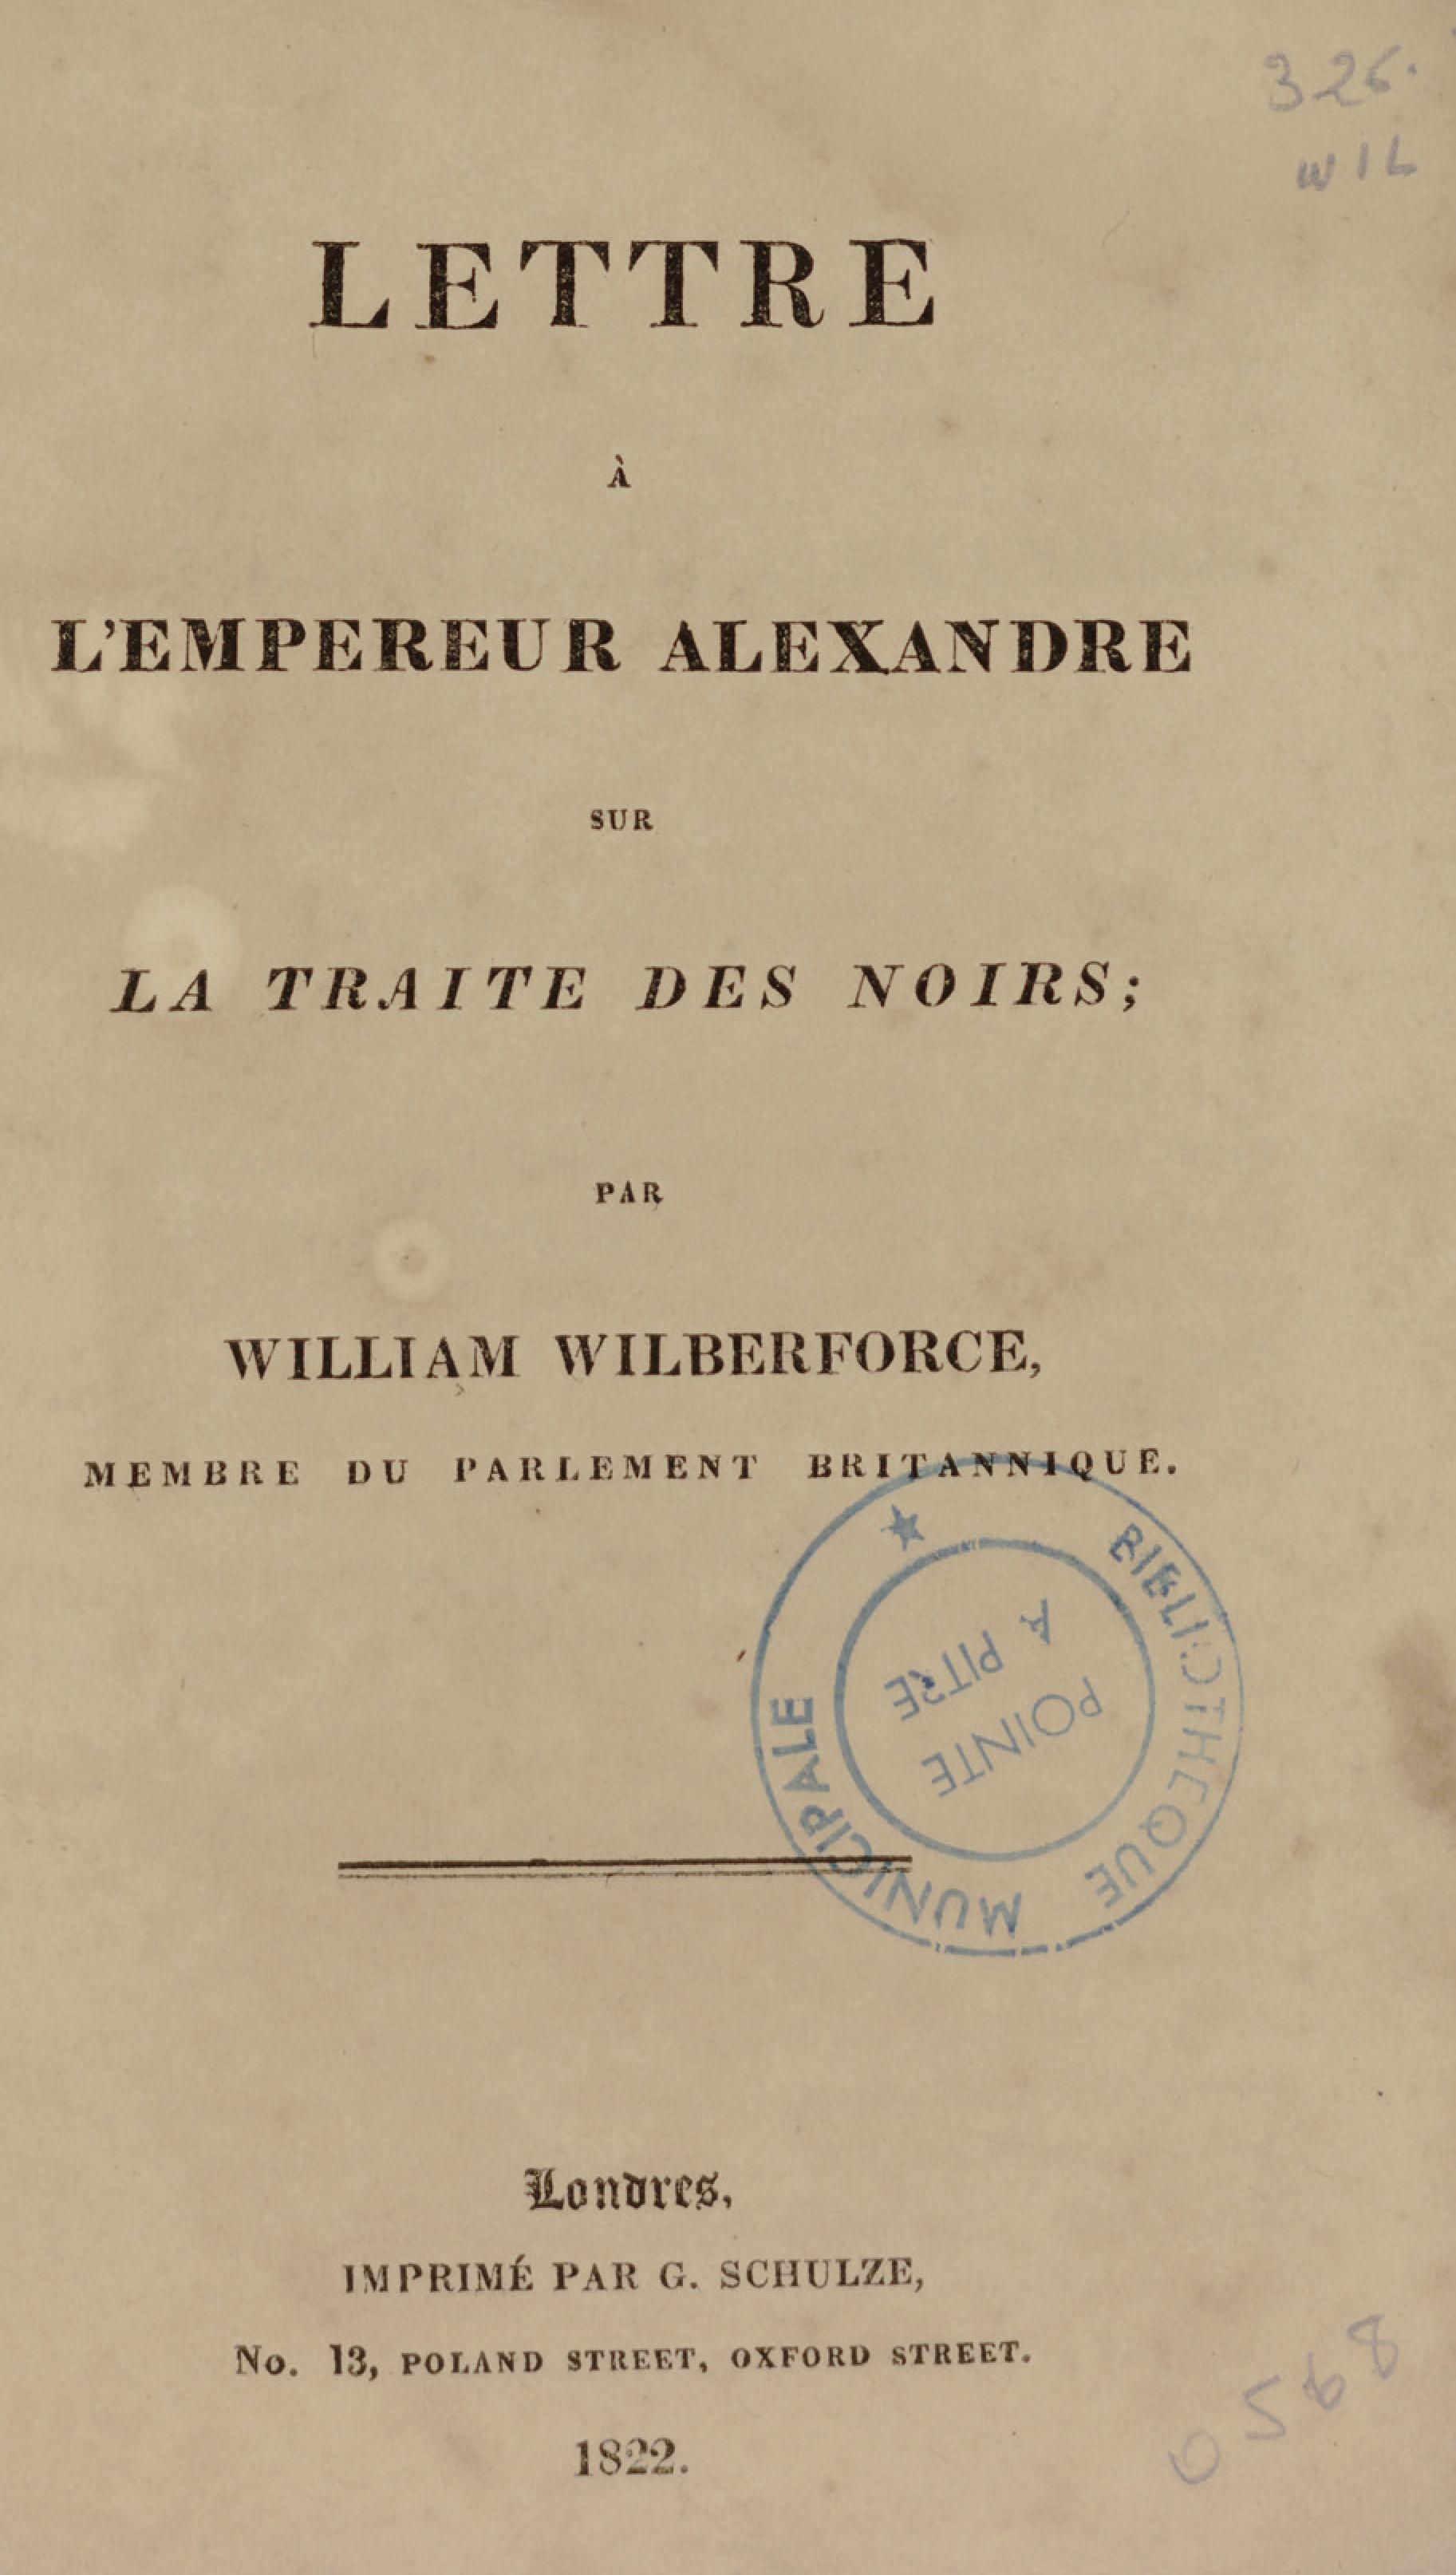 326.
WIL
LETTRE
À
L'EMPEREUR ALEXANDRE
SUR
LA TRAITE DES NOIRS;
PAR
WILLIAM WILBERFORCE,
MEMBRE DU PARLEMENT BRITANNIQUE.
BIBLIOTHEQUE MUNICIPALE
POINTE
A PITRE
Londres,
IMPRIMÉ PAR G. SCHULZE,
No. 13, POLAND STREET, OXFORD STREET.
1822.
0568